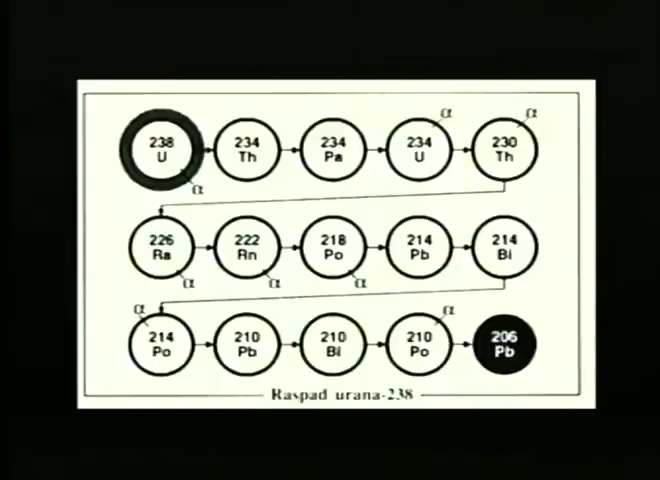 α α
238 234 234 234 230
U Th Pa U Th
α
226 222 218 214 214
Ra Rn Po Pb Bi
α α α
α α
214 210 210 210 206
Po Pb Bi Po Pb
Raspad urana-238